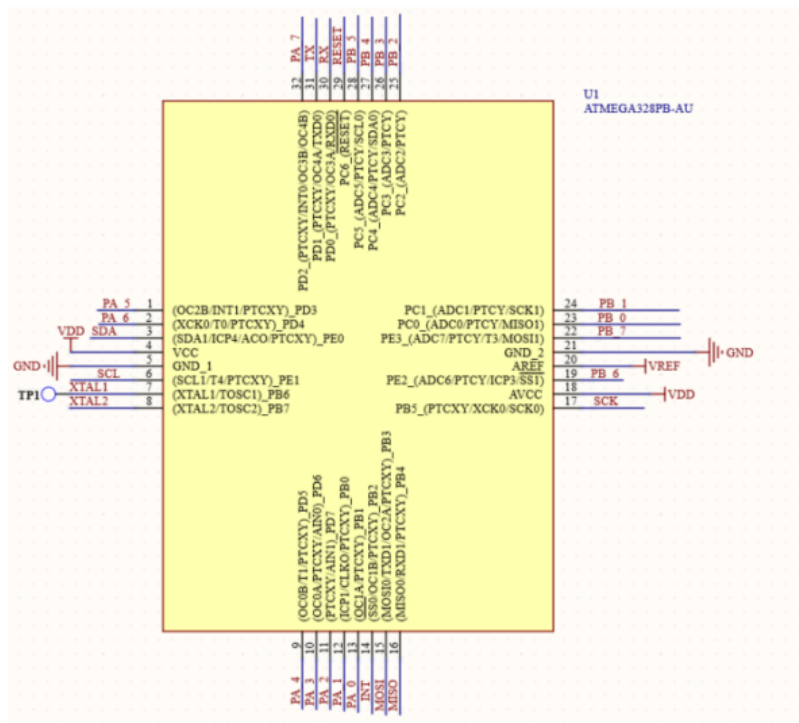 PA_7
TX
RX
RESET
PB_5
PB_4
PB_3
PB_2
32
31
30
29
28
27
26
25
U1
ATMEGA328PB-AU
PD2_(PTCXY/INT0/OC3B/OC4B)
PD1_(PTCXY/OC4A/TXD0)
PD0_(PTCXY/OC3A/RXD0)
PC6_(RESET)
PC5_(ADC5/PTCY/SCL0)
PC4_(ADC4/PTCY/SDA0)
PC3_(ADC3/PTCY)
PC2_(ADC2/PTCY)
PA_5 1 (OC2B/INT1/PTCXY)_PD3
PA_6 2 (XCK0/T0/PTCXY)_PD4
SDA 3 (SDA1/ICP4/ACO/PTCXY)_PE0
VDD 4 VCC
GND 5 GND_1
SCL 6 (SCL1/T4/PTCXY)_PE1
TP1 XTAL1 7 (XTAL1/TOSC1)_PB6
XTAL2 8 (XTAL2/TOSC2)_PB7
PC1_(ADC1/PTCY/SCK1) 24 PB_1
PC0_(ADC0/PTCY/MISO1) 23 PB_0
PE3_(ADC7/PTCY/T3/MOSI1) 22 PB_7
GND_2 21 GND
AREF 20 VREF
PE2_(ADC6/PTCY/ICP3/SS1) 19 PB_6
AVCC 18 VDD
PB5_(PTCXY/XCK0/SCK0) 17 SCK
(OC0B/T1/PTCXY)_PD5
(OC0A/PTCXY/AIN0)_PD6
(PTCXY/AIN1)_PD7
(ICP1/CLKO/PTCXY)_PB0
(OC1A/PTCXY)_PB1
(SS0/OC1B/PTCXY)_PB2
(MOSI0/TXD1/OC2A/PTCXY)_PB3
(MISO0/RXD1/PTCXY)_PB4
9
10
11
12
13
14
15
16
PA_4
PA_3
PA_2
PA_1
PA_0
INT
MOSI
MISO